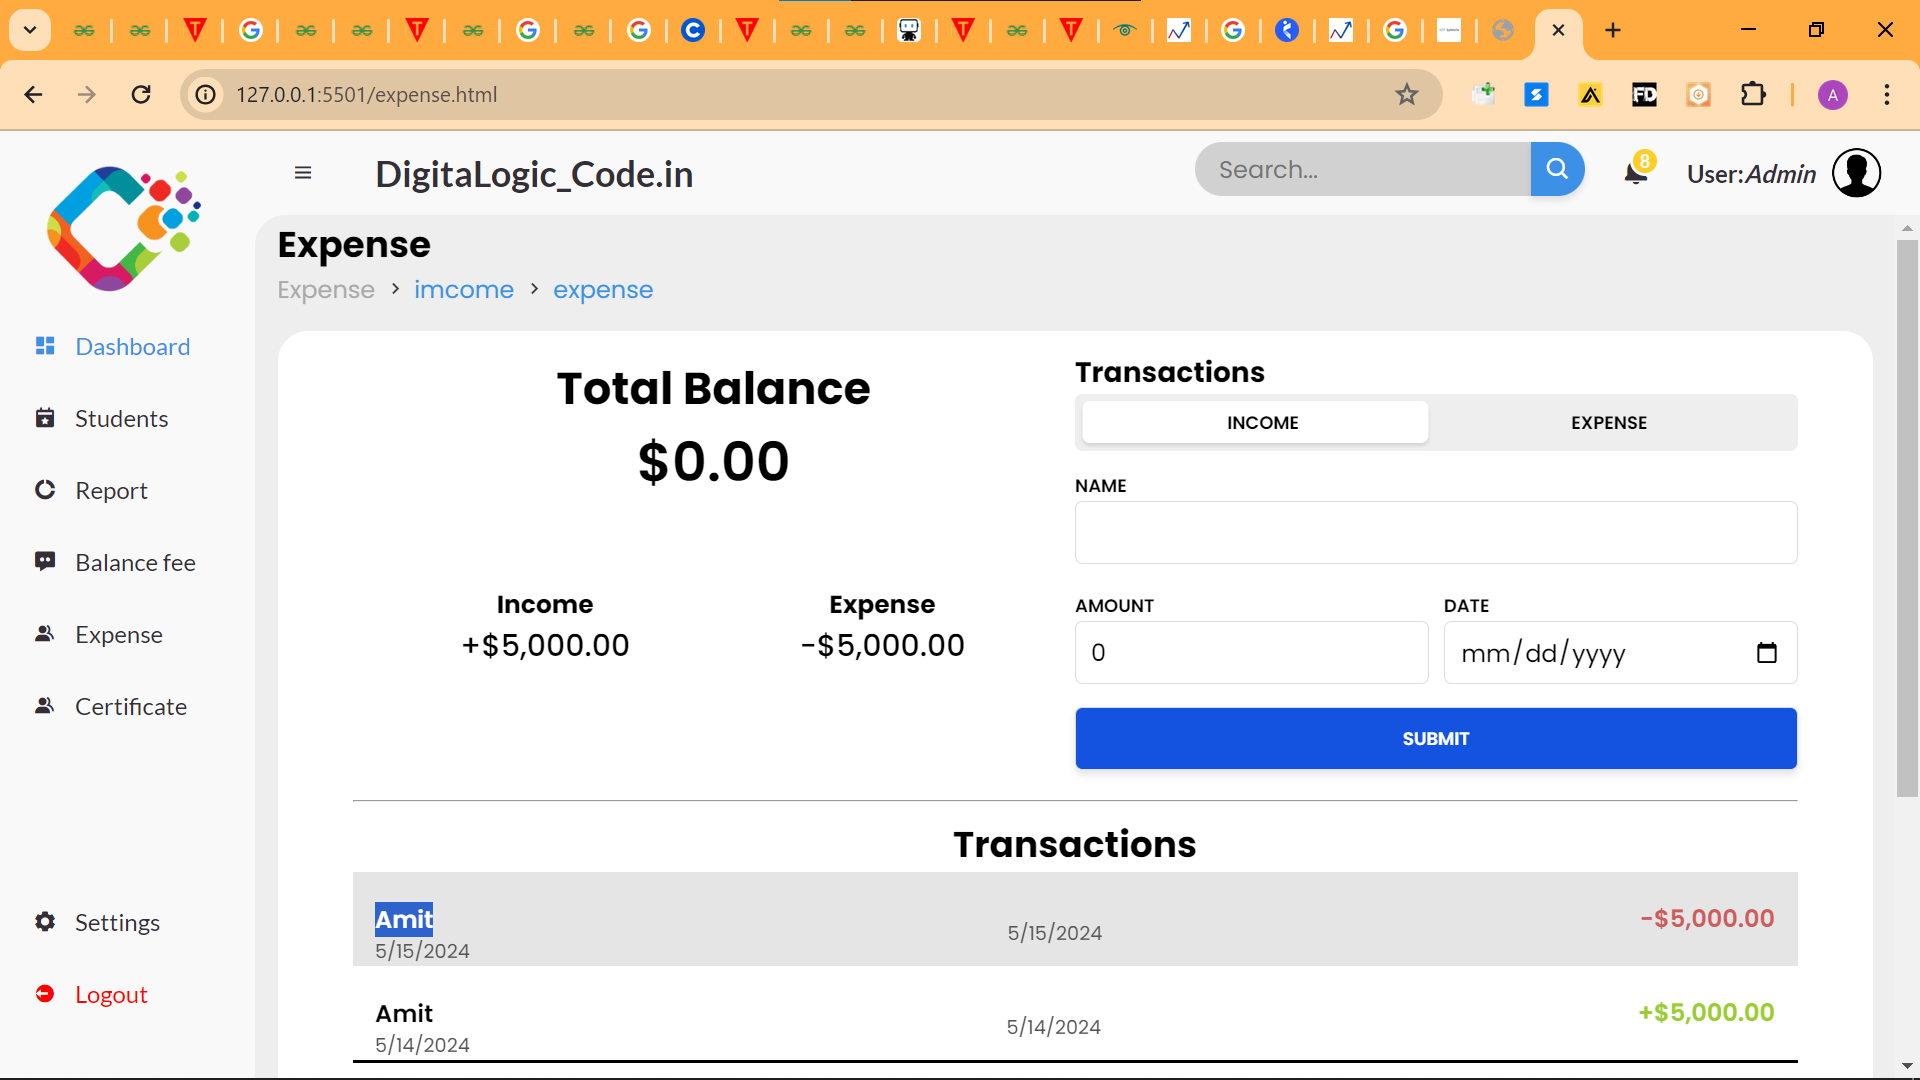 127.0.0.1:5501/expense.html
A
DigitaLogic_Code.in
Search...
8
User:Admin
Expense
Expense > imcome > expense
Dashboard
Students
Report
Balance fee
Expense
Certificate
Settings
Logout
Total Balance
$0.00
Income
+$5,000.00
Expense
-$5,000.00
Transactions
INCOME EXPENSE
NAME
AMOUNT DATE
0 mm/dd/yyyy
SUBMIT
Transactions
Amit
5/15/2024
5/15/2024
-$5,000.00
Amit
5/14/2024
5/14/2024
+$5,000.00